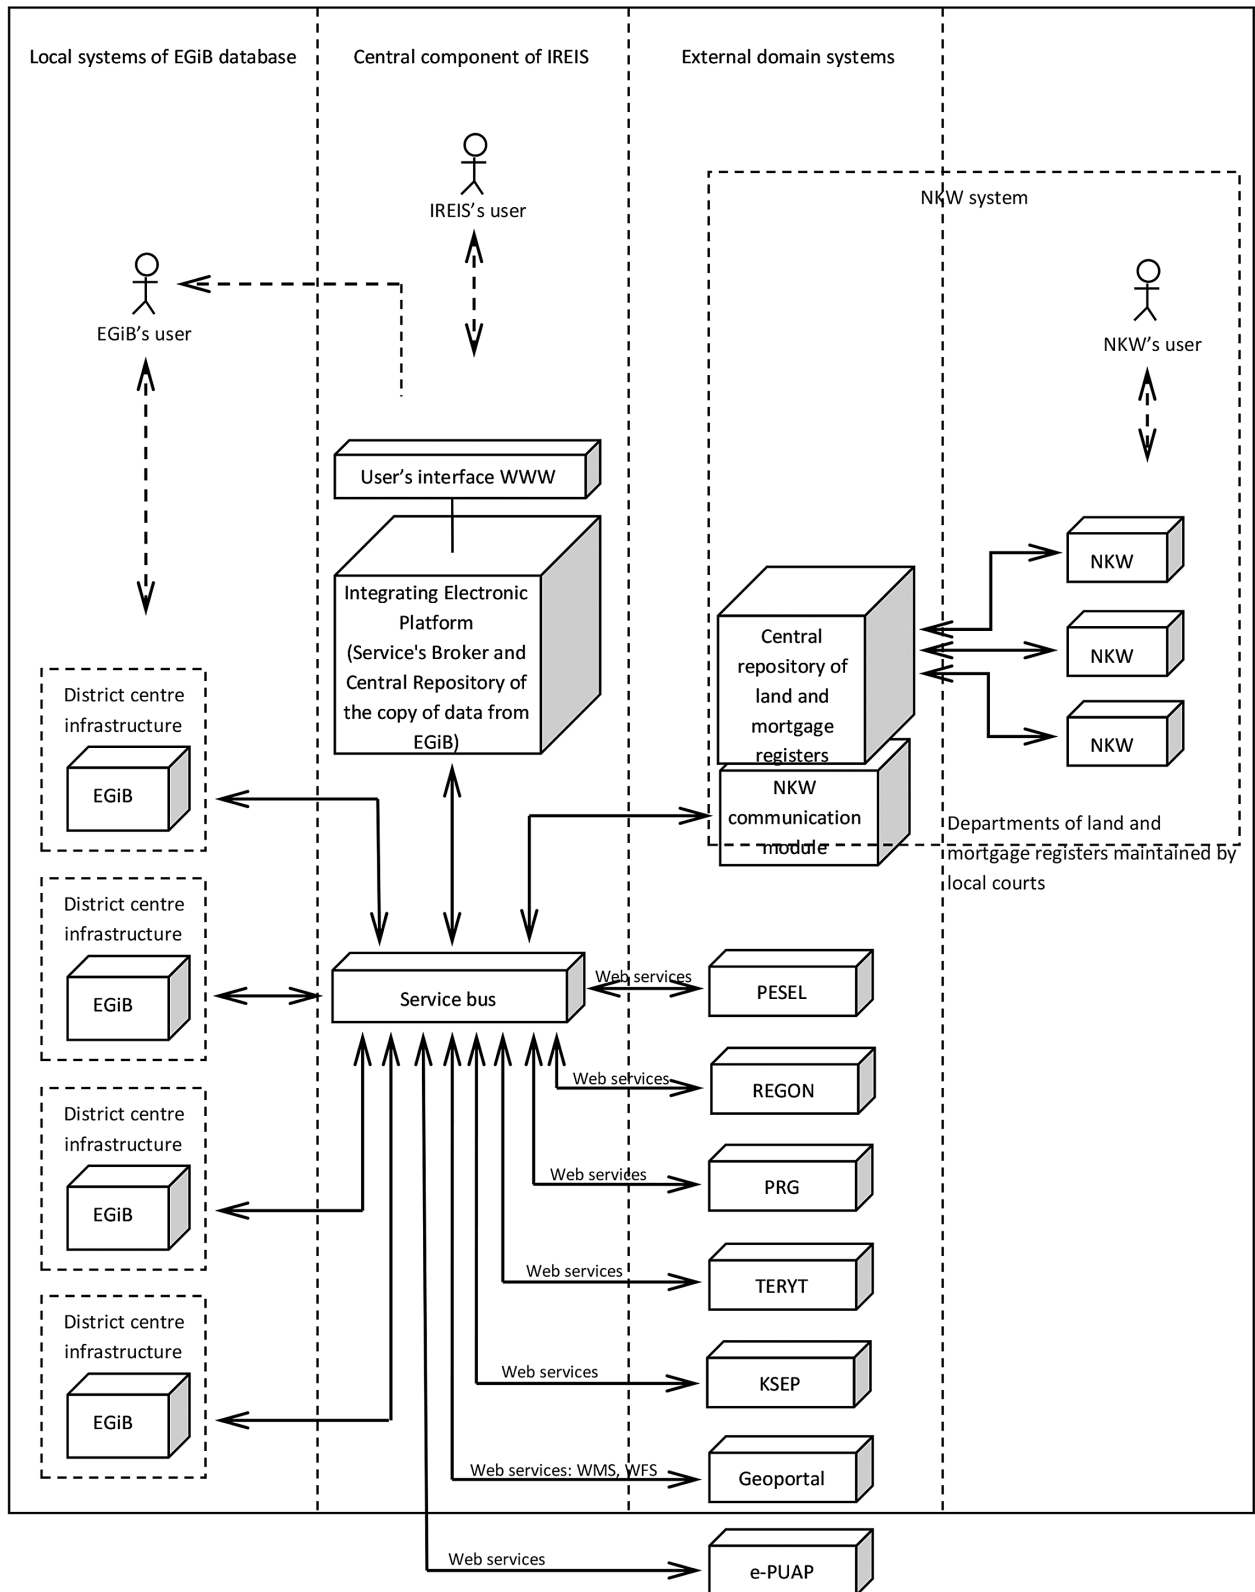 Local systems of EGiB database
Central component of IREIS
External domain systems
IREIS's user
NKW system
EGiB's user
NKW's user
User's interface WWW
Integrating Electronic
Platform
(Service's Broker and
Central Repository of
the copy of data from
EGiB)
Central
repository of
land and
mortgage
registers
NKW
NKW
NKW
NKW
communication
module
Departments of land and
mortgage registers maintained by
local courts
District centre
infrastructure
EGiB
District centre
infrastructure
EGiB
District centre
infrastructure
EGiB
District centre
infrastructure
EGiB
Service bus
Web services
PESEL
Web services
REGON
Web services
PRG
Web services
TERYT
Web services
KSEP
Web services: WMS, WFS
Geoportal
Web services
e-PUAP